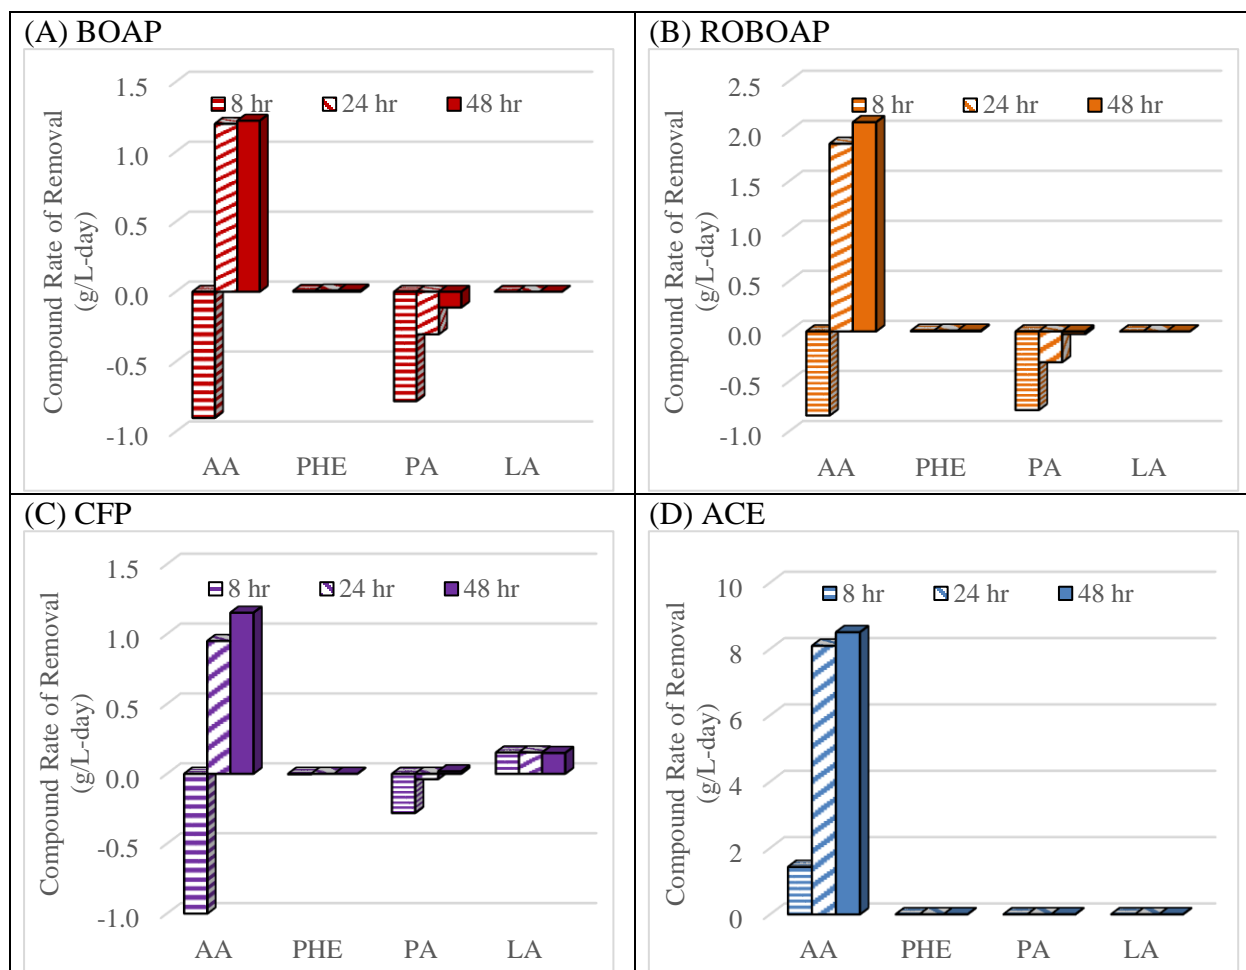 (A) BOAP
Compound Rate of Removal
(g/L-day)
1.5
1.0
0.5
0.0
-0.5
-1.0
8 hr 24 hr 48 hr
AA PHE PA LA
(B) ROBOAP
Compound Rate of Removal
(g/L-day)
2.5
2.0
1.5
1.0
0.5
0.0
-0.5
-1.0
8 hr 24 hr 48 hr
AA PHE PA LA
(C) CFP
Compound Rate of Removal
(g/L-day)
1.5
1.0
0.5
0.0
-0.5
-1.0
8 hr 24 hr 48 hr
AA PHE PA LA
(D) ACE
Compound Rate of Removal
(g/L-day)
10
8
6
4
2
0
8 hr 24 hr 48 hr
AA PHE PA LA